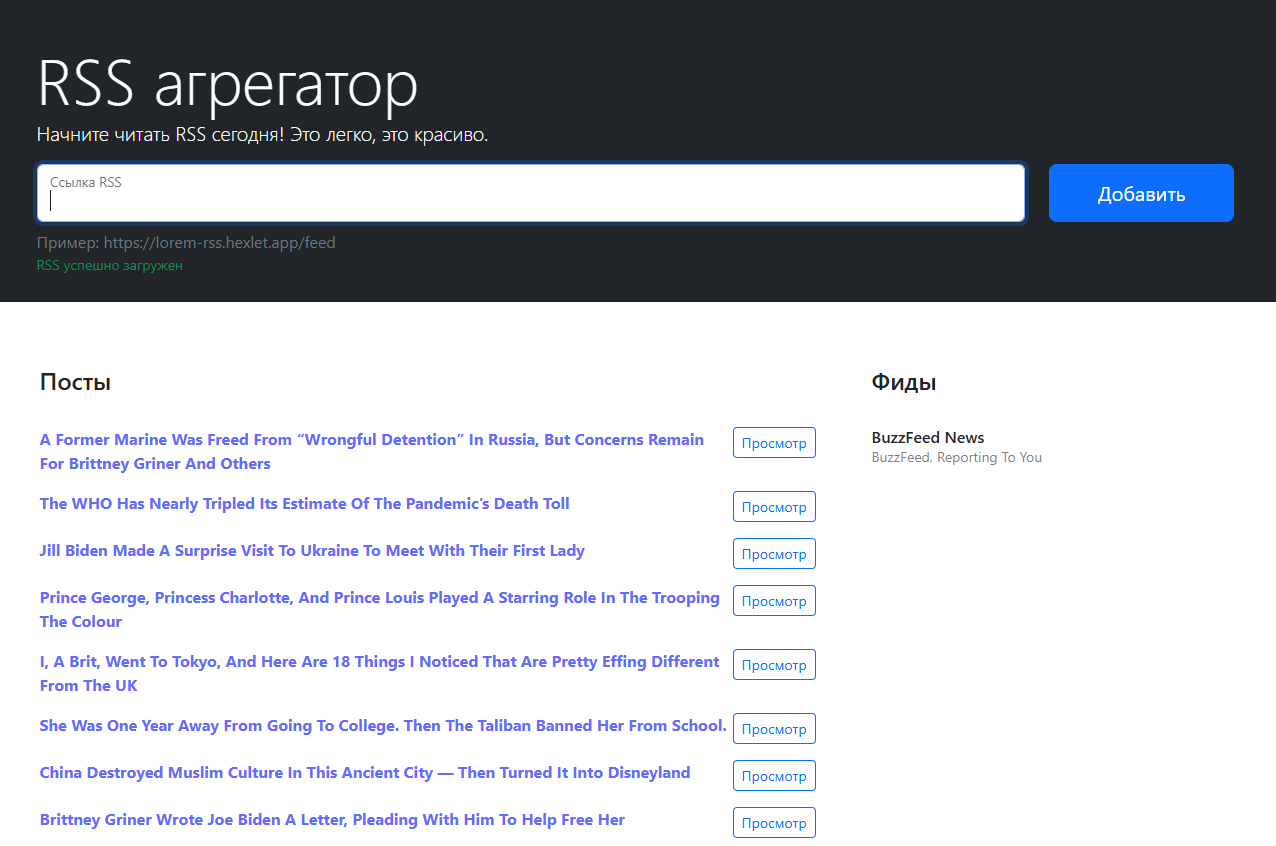 RSS агрегатор
Начните читать RSS сегодня! Это легко, это красиво.
Ссылка RSS
Добавить
Пример: https://lorem-rss.hexlet.app/feed
RSS успешно загружен
Посты
A Former Marine Was Freed From “Wrongful Detention” In Russia, But Concerns Remain
For Brittney Griner And Others
Просмотр
The WHO Has Nearly Tripled Its Estimate Of The Pandemic’s Death Toll
Просмотр
Jill Biden Made A Surprise Visit To Ukraine To Meet With Their First Lady
Просмотр
Prince George, Princess Charlotte, And Prince Louis Played A Starring Role In The Trooping
The Colour
Просмотр
I, A Brit, Went To Tokyo, And Here Are 18 Things I Noticed That Are Pretty Effing Different
From The UK
Просмотр
She Was One Year Away From Going To College. Then The Taliban Banned Her From School.
Просмотр
China Destroyed Muslim Culture In This Ancient City — Then Turned It Into Disneyland
Просмотр
Brittney Griner Wrote Joe Biden A Letter, Pleading With Him To Help Free Her
Просмотр
Фиды
BuzzFeed News
BuzzFeed, Reporting To You